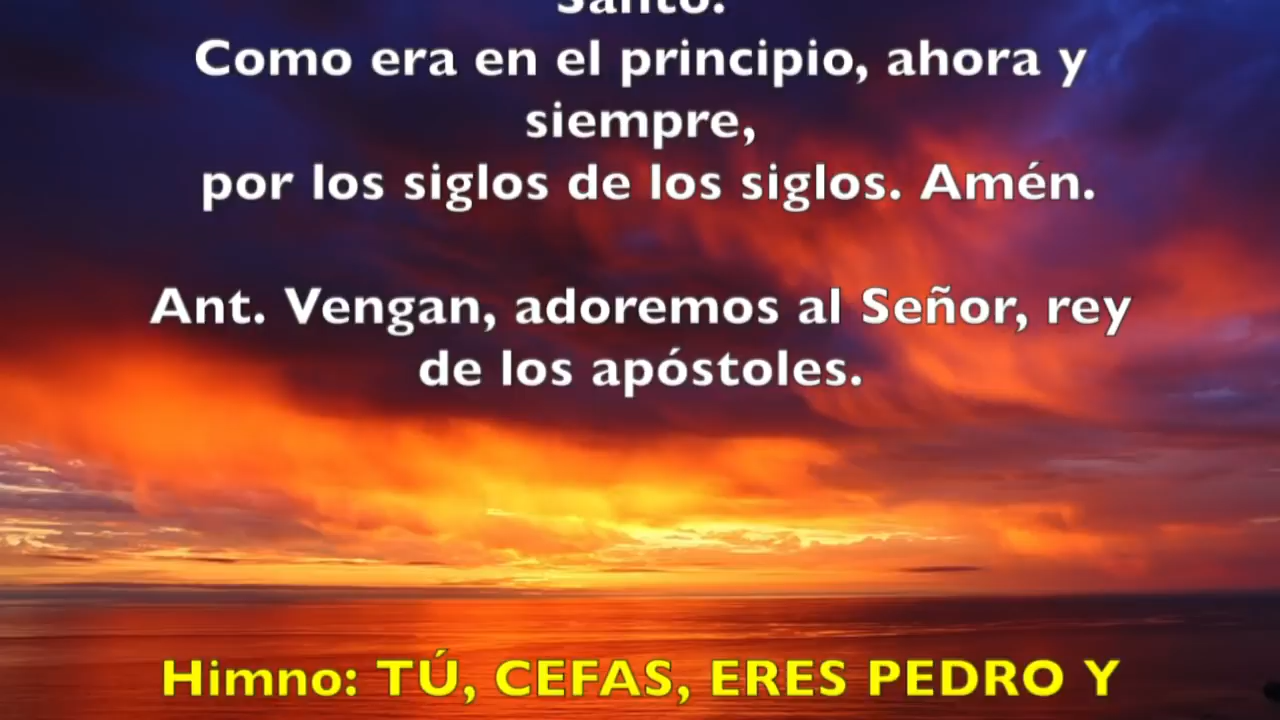 Santo.
Como era en el principio, ahora y
siempre,
por los siglos de los siglos. Amén.
Ant. Vengan, adoremos al Señor, rey
de los apóstoles.
Himno: TÚ, CEFAS, ERES PEDRO Y